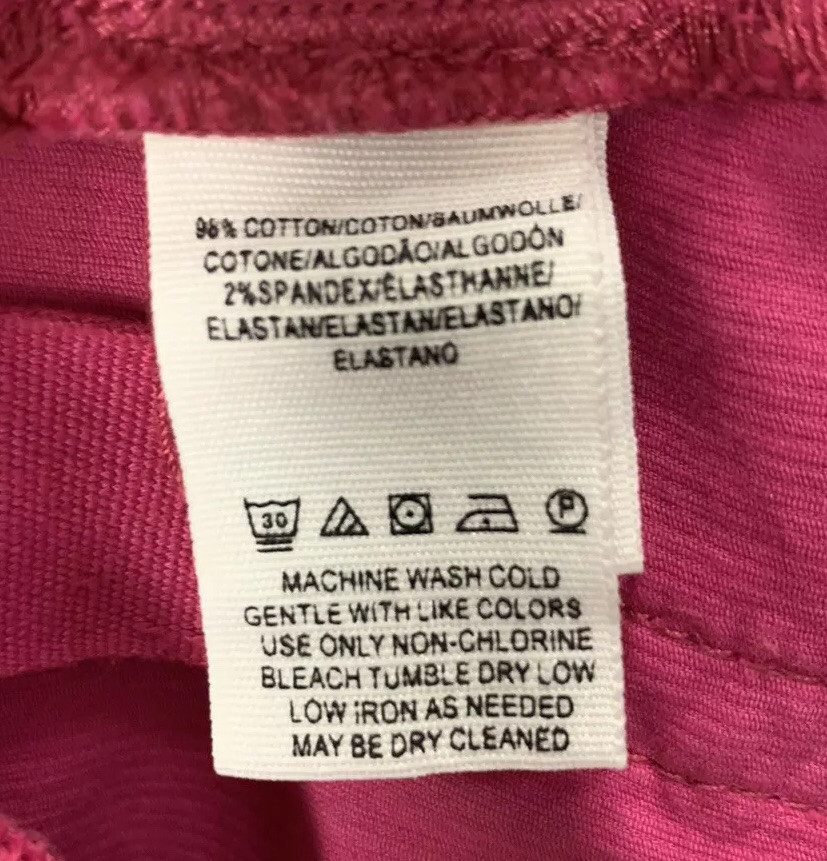 98% COTTON/COTON/BAUMWOLLE/
COTONE/ALGODÃO/ALGODÓN
2%SPANDEX/ÉLASTHANNE/
ELASTAN/ELASTAN/ELASTANO/
ELASTANO
30 P
MACHINE WASH COLD
GENTLE WITH LIKE COLORS
USE ONLY NON-CHLORINE
BLEACH TUMBLE DRY LOW
LOW IRON AS NEEDED
MAY BE DRY CLEANED